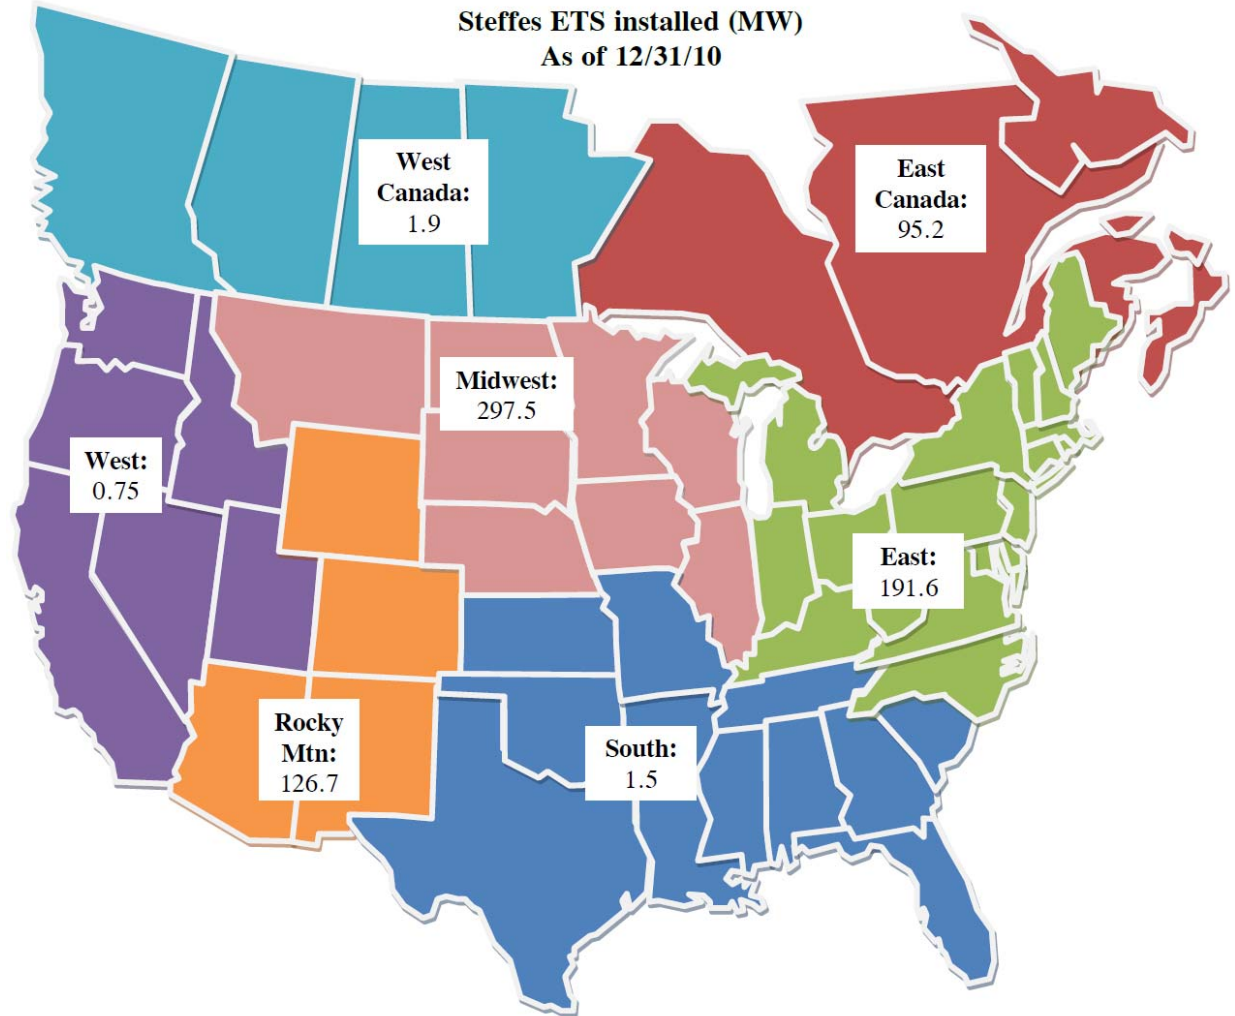 Steffes ETS installed (MW)
As of 12/31/10
West
Canada:
1.9
East
Canada:
95.2
Midwest:
297.5
West:
0.75
East:
191.6
Rocky
Mtn:
126.7
South:
1.5